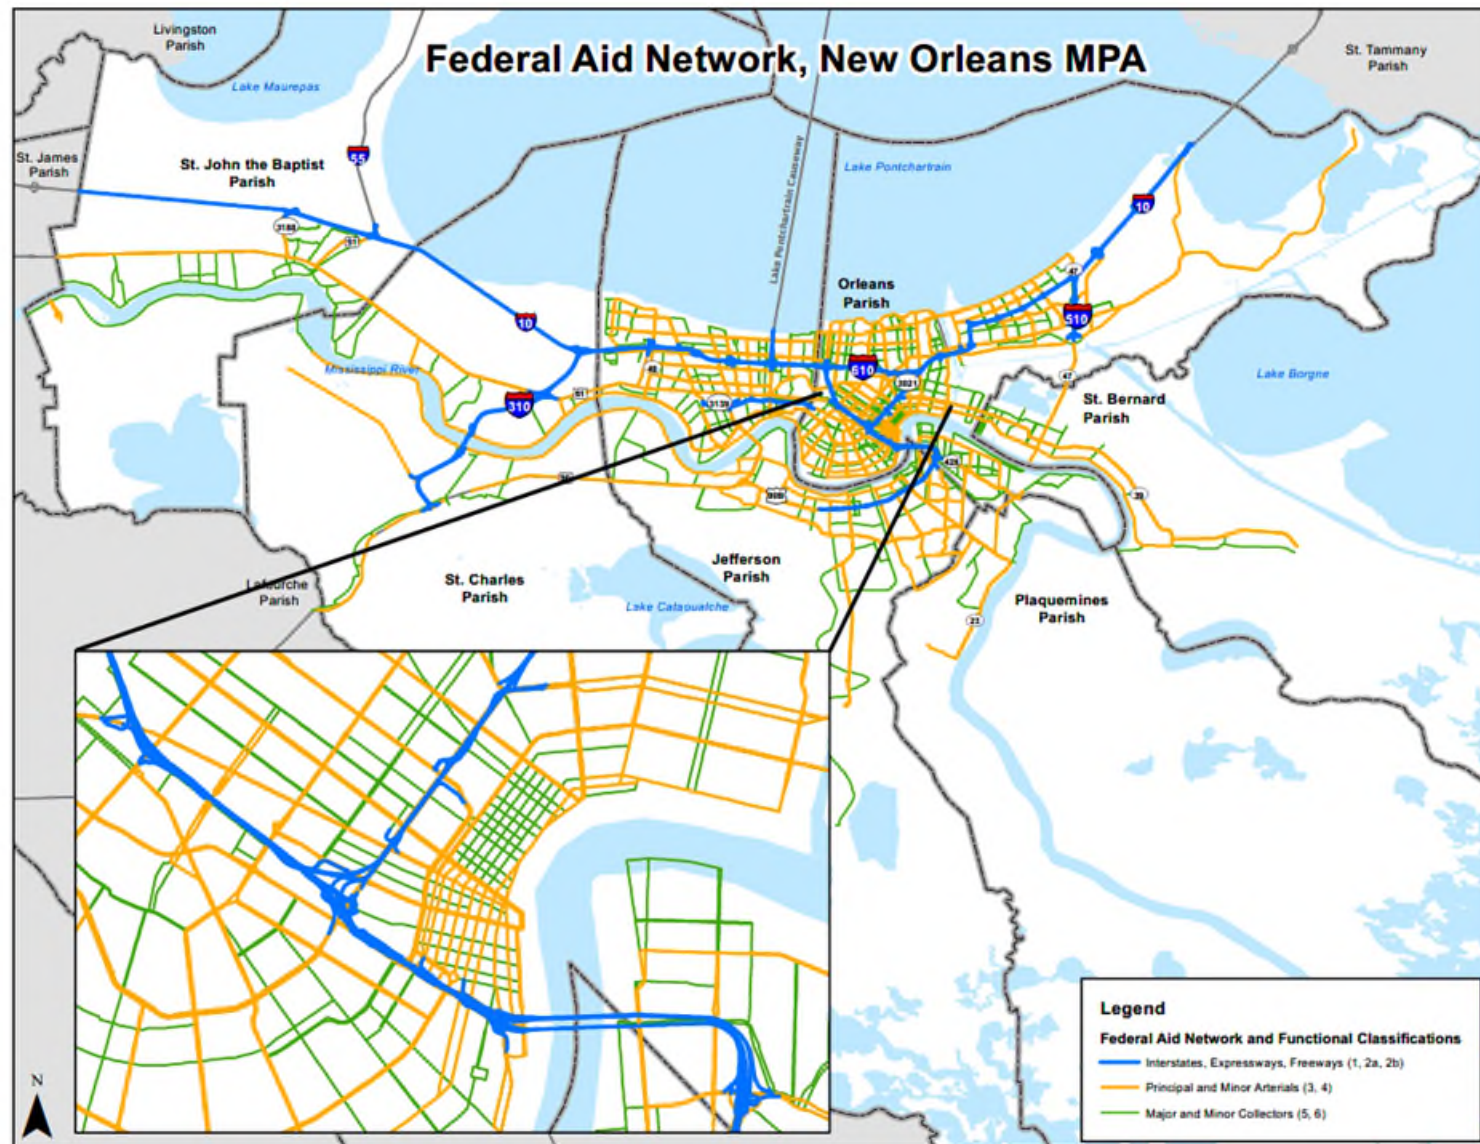 Federal Aid Network, New Orleans MPA
Livingston
Parish
St. Tammany
Parish
Lake Maurepas
St. James
Parish
55
St. John the Baptist
Parish
Lake Pontchartrain Causeway
Lake Pontchartrain
10
3188
51
47
Orleans
Parish
510
10
610
48
3021
47
Lake Borgne
Mississippi River
310
61
3139
St. Bernard
Parish
428
39
Jefferson
Parish
Lafourche
Parish
St. Charles
Parish
Lake Cataouatche
Plaquemines
Parish
23
Legend
Federal Aid Network and Functional Classifications
Interstates, Expressways, Freeways (1, 2a, 2b)
Principal and Minor Arterials (3, 4)
Major and Minor Collectors (5, 6)
N